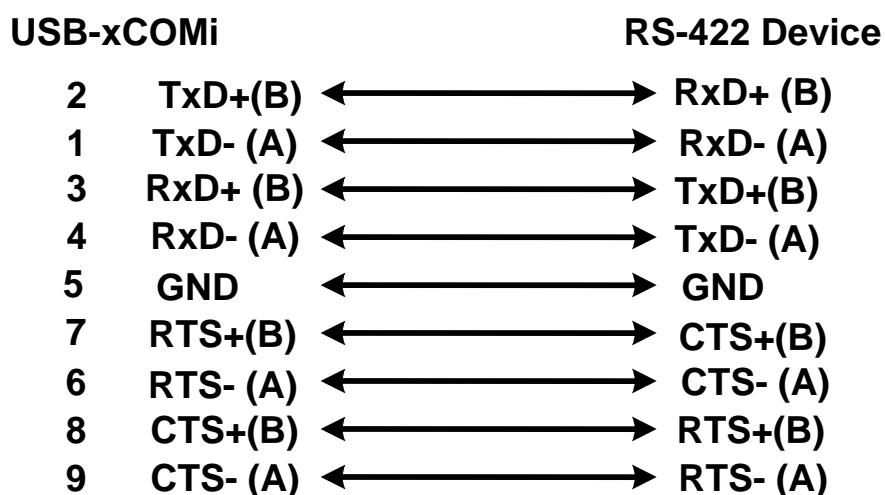 USB-xCOMi RS-422 Device
2 TxD+(B) RxD+ (B)
1 TxD- (A) RxD- (A)
3 RxD+ (B) TxD+(B)
4 RxD- (A) TxD- (A)
5 GND GND
7 RTS+(B) CTS+(B)
6 RTS- (A) CTS- (A)
8 CTS+(B) RTS+(B)
9 CTS- (A) RTS- (A)